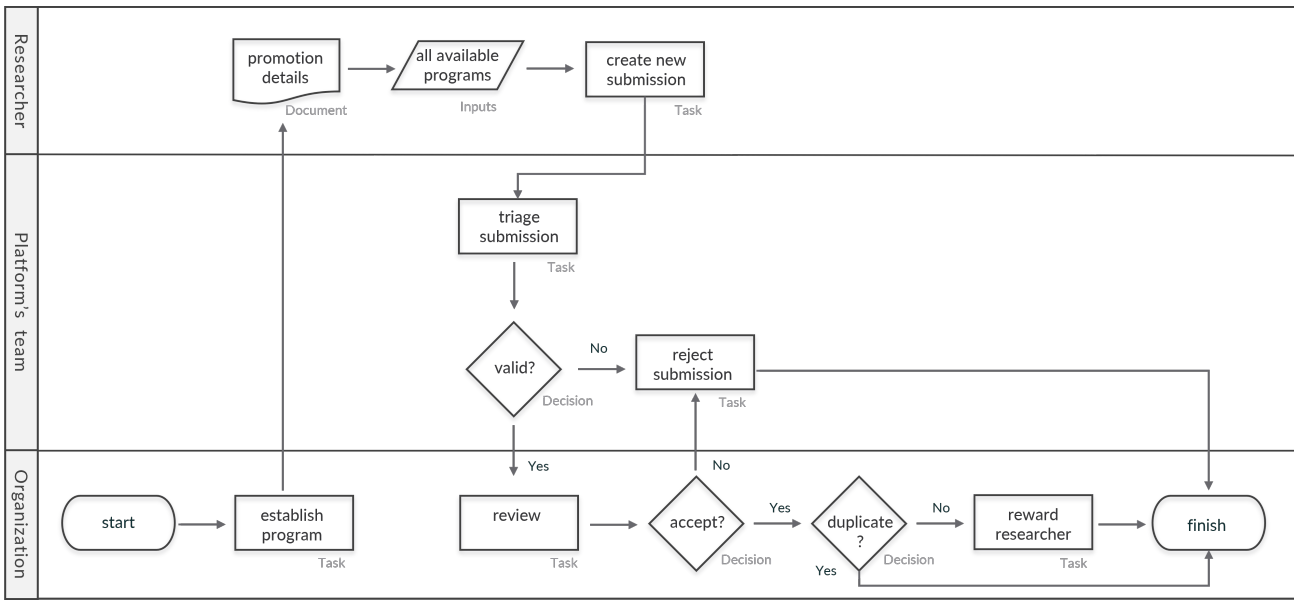 Researcher
promotion
details
Document
all available
programs
Inputs
create new
submission
Task
Platform's team
triage
submission
Task
valid?
Decision
No
reject
submission
Task
Yes
Organization
start
establish
program
Task
review
Task
accept?
Decision
No
Yes
duplicate
?
Decision
Yes
No
reward
researcher
Task
finish